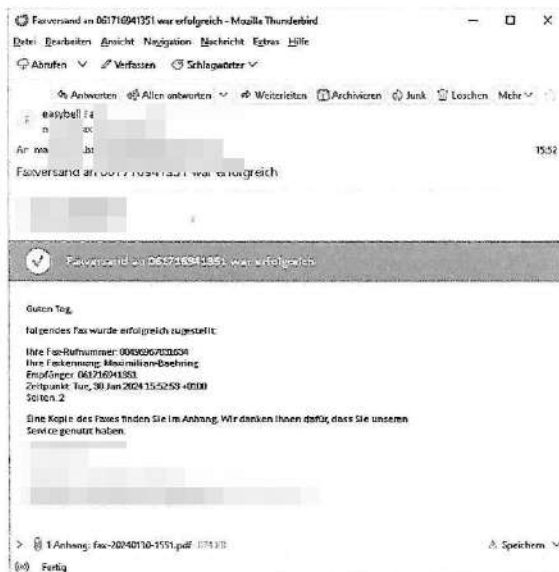 Faxversand an 061716941351 war erfolgreich - Mozilla Thunderbird
Datei Bearbeiten Ansicht Navigation Nachricht Extras Hilfe
Abrufen Verfassen Schlagwörter
Antworten Allen antworten Weiterleiten Archivieren Junk Löschen Mehr
easybell
An ma
15:52
Faxversand an 061716941351 war erfolgreich
Faxversand an 061716941351 war erfolgreich
Guten Tag,
folgendes Fax wurde erfolgreich zugestellt:
Ihre Fax-Rufnummer:
Ihre Faxkennung: Maximilian-Baehring
Empfänger: 061716941351
Zeitpunkt: Tue, 30 Jan 2024 15:52:53 +0100
Seiten: 2
Eine Kopie des Faxes finden Sie im Anhang. Wir danken Ihnen dafür, dass Sie unseren
Service genutzt haben.
1 Anhang: fax-20240130-1551.pdf
Speichern
Fertig